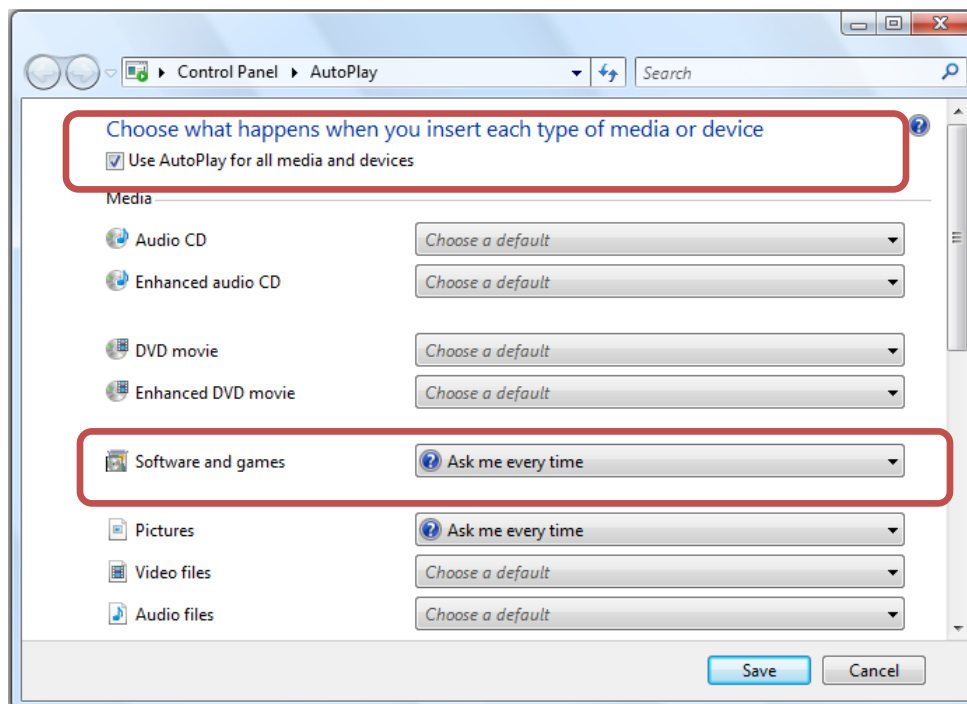 Control Panel AutoPlay Search
Choose what happens when you insert each type of media or device
Use AutoPlay for all media and devices
Media
Audio CD Choose a default
Enhanced audio CD Choose a default
DVD movie Choose a default
Enhanced DVD movie Choose a default
Software and games Ask me every time
Pictures Ask me every time
Video files Choose a default
Audio files Choose a default
Save Cancel